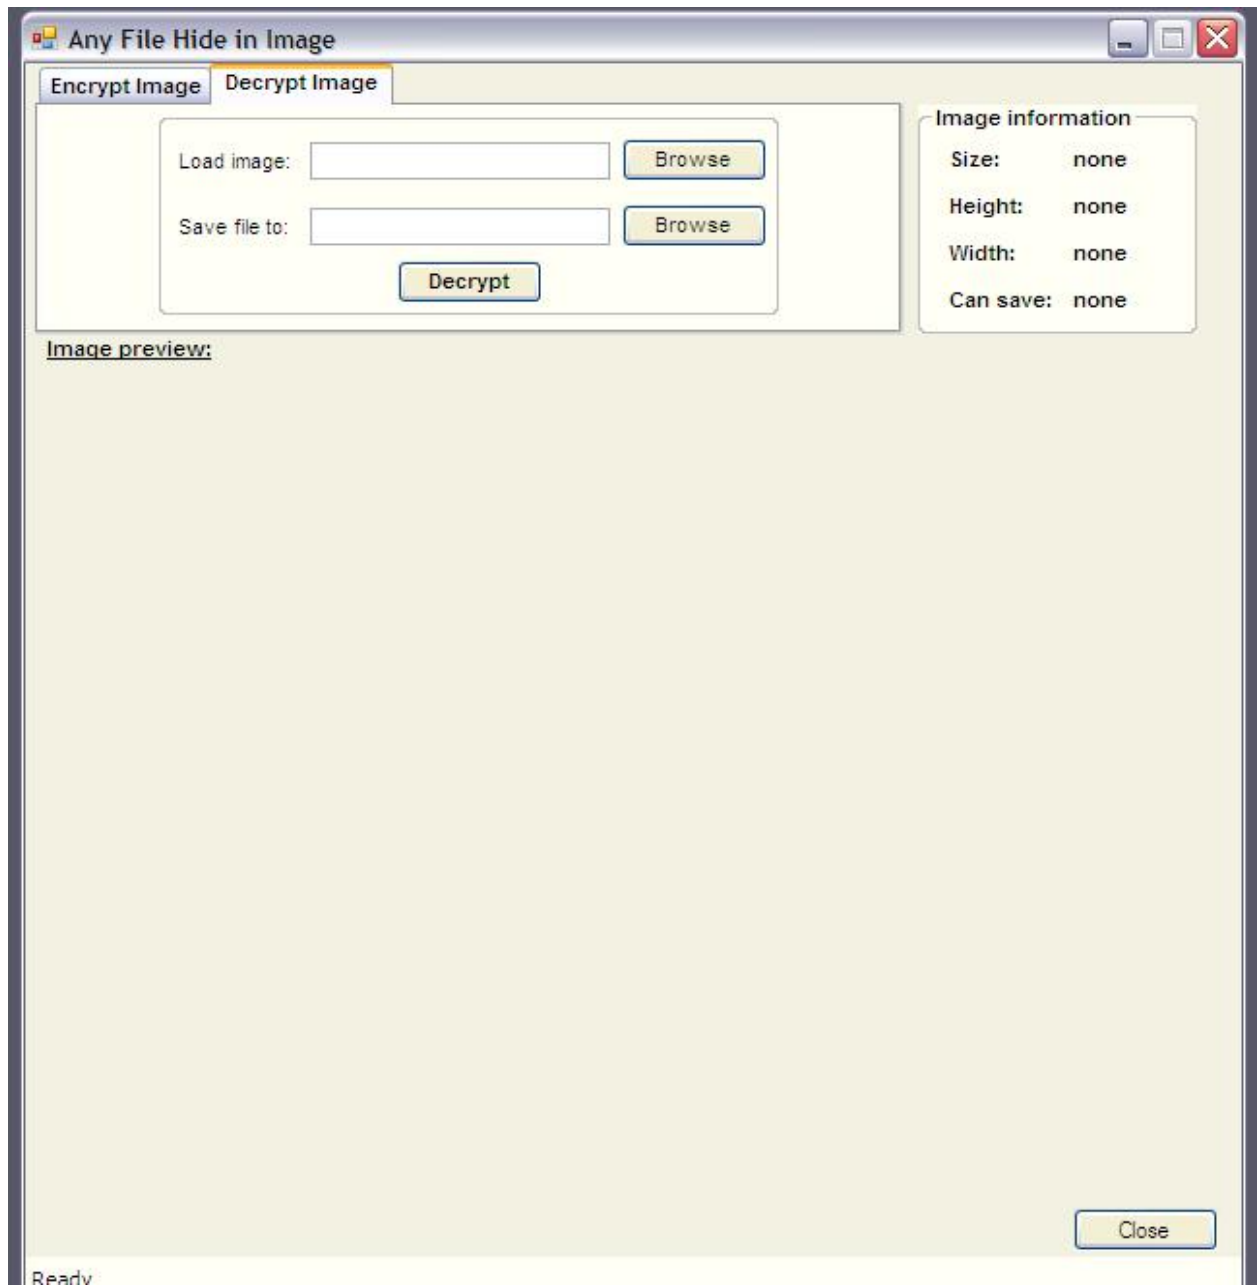 Any File Hide in Image
Encrypt Image Decrypt Image
Load image: Browse
Save file to: Browse
Decrypt
Image information
Size: none
Height: none
Width: none
Can save: none
Image preview:
Close
Ready